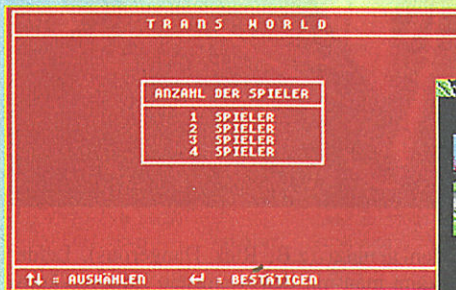 TRANS WORLD
ANZAHL DER SPIELER
1 SPIELER
2 SPIELER
3 SPIELER
4 SPIELER
↑↓ = AUSWÄHLEN ↵ = BESTÄTIGEN